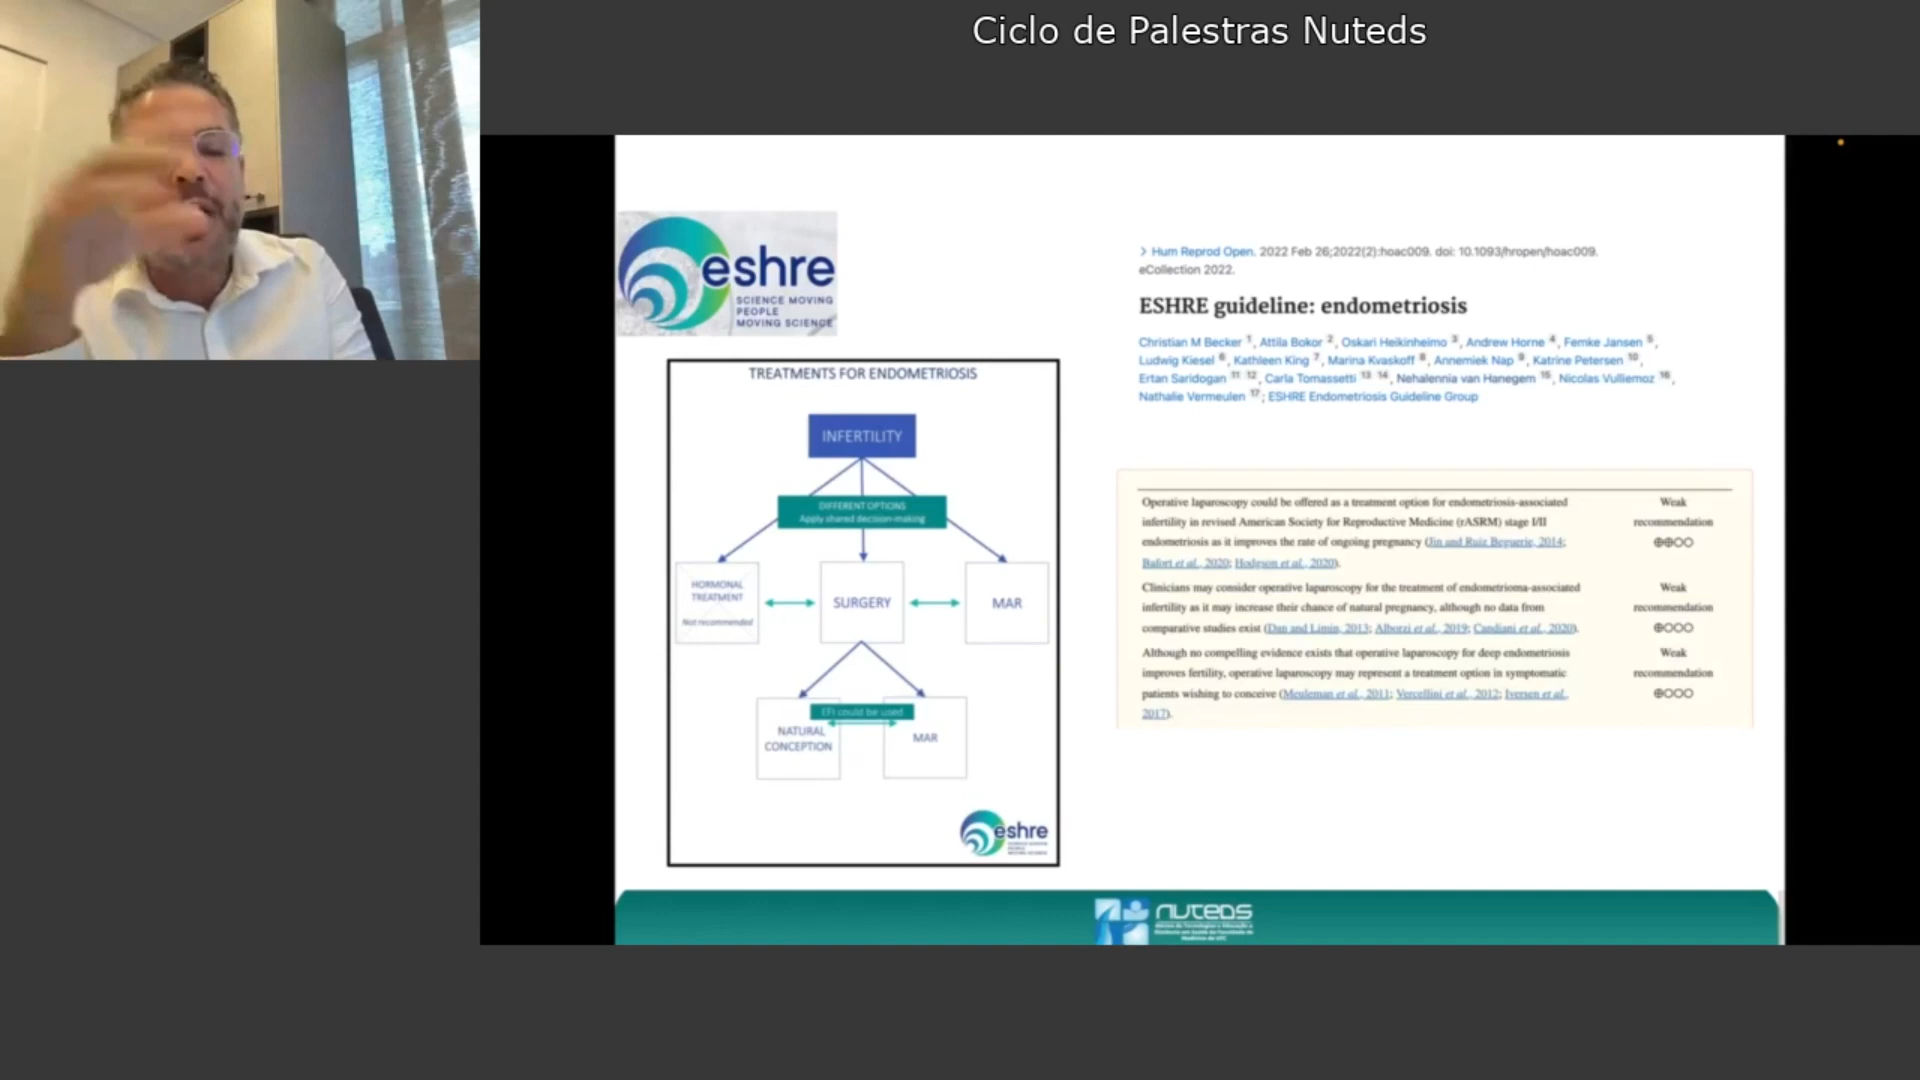 Ciclo de Palestras Nuteds
eshre
SCIENCE MOVING
PEOPLE
MOVING SCIENCE
TREATMENTS FOR ENDOMETRIOSIS
INFERTILITY
DIFFERENT OPTIONS
Apply shared decision-making
HORMONAL
TREATMENT
Not recommended
SURGERY
MAR
EFI could be used
NATURAL
CONCEPTION
MAR
eshre
> Hum Reprod Open. 2022 Feb 26;2022(2):hoac009. doi: 10.1093/hropen/hoac009.
eCollection 2022.
ESHRE guideline: endometriosis
Christian M Becker 1, Attila Bokor 2, Oskari Heikinheimo 3, Andrew Horne 4, Femke Jansen 5,
Ludwig Kiesel 6, Kathleen King 7, Marina Kvaskoff 8, Annemiek Nap 9, Katrine Petersen 10,
Ertan Saridogan 11 12, Carla Tomassetti 13 14, Nehalennia van Hanegem 15, Nicolas Vulliemoz 16,
Nathalie Vermeulen 17; ESHRE Endometriosis Guideline Group
Operative laparoscopy could be offered as a treatment option for endometriosis-associated
infertility in revised American Society for Reproductive Medicine (rASRM) stage I/II
endometriosis as it improves the rate of ongoing pregnancy (Jin and Ruiz Beguerie, 2014;
Bafort et al., 2020; Hodgson et al., 2020).
Weak
recommendation
⊕⊕○○
Clinicians may consider operative laparoscopy for the treatment of endometrioma-associated
infertility as it may increase their chance of natural pregnancy, although no data from
comparative studies exist (Dan and Limin, 2013; Alborzi et al., 2019; Candiani et al., 2020).
Weak
recommendation
⊕○○○
Although no compelling evidence exists that operative laparoscopy for deep endometriosis
improves fertility, operative laparoscopy may represent a treatment option in symptomatic
patients wishing to conceive (Meuleman et al., 2011; Vercellini et al., 2012; Iversen et al.,
2017).
Weak
recommendation
⊕○○○
NUTEDS